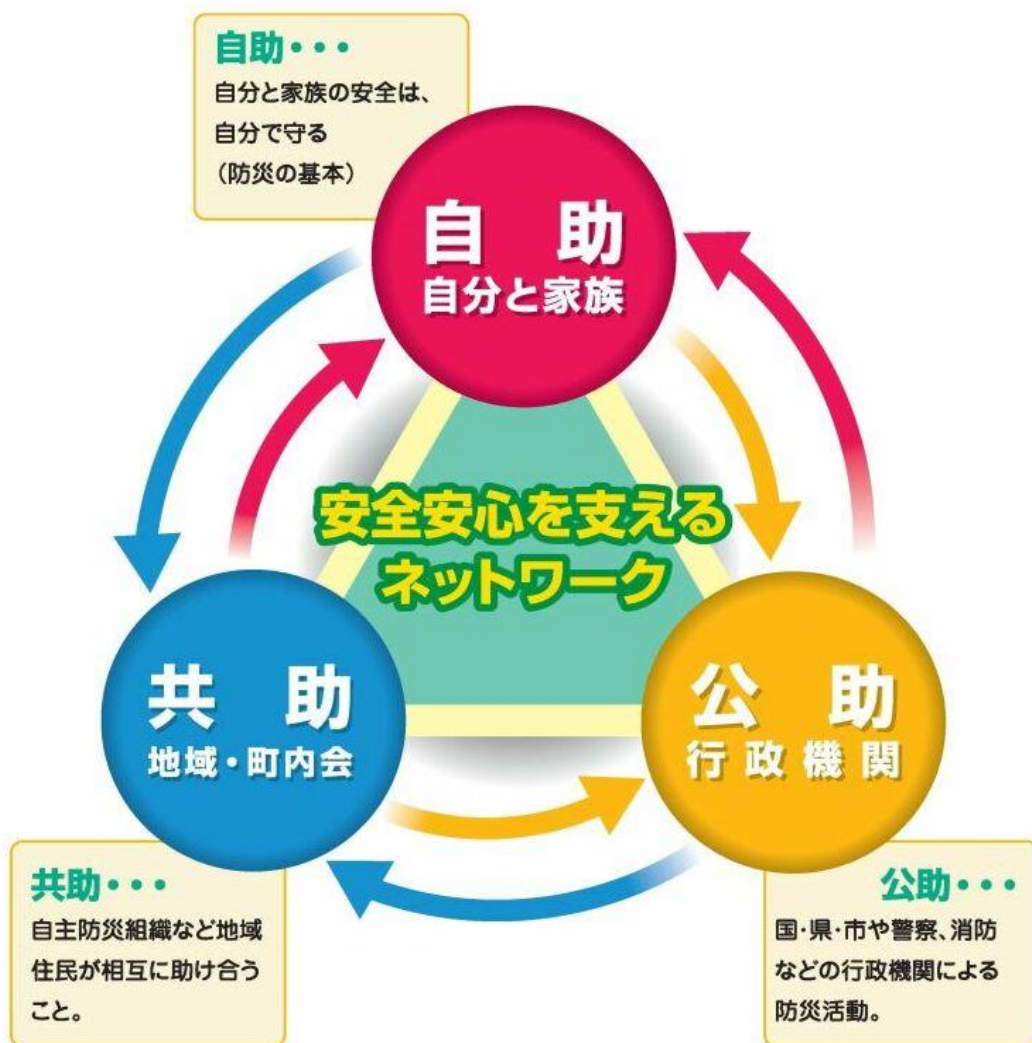 自助・・・
自分と家族の安全は、
自分で守る
（防災の基本）
自 助
自分と家族
安全安心を支える
ネットワーク
共 助
地域・町内会
公 助
行政機関
共助・・・
自主防災組織など地域
住民が相互に助け合う
こと。
公助・・・
国・県・市や警察、消防
などの行政機関による
防災活動。